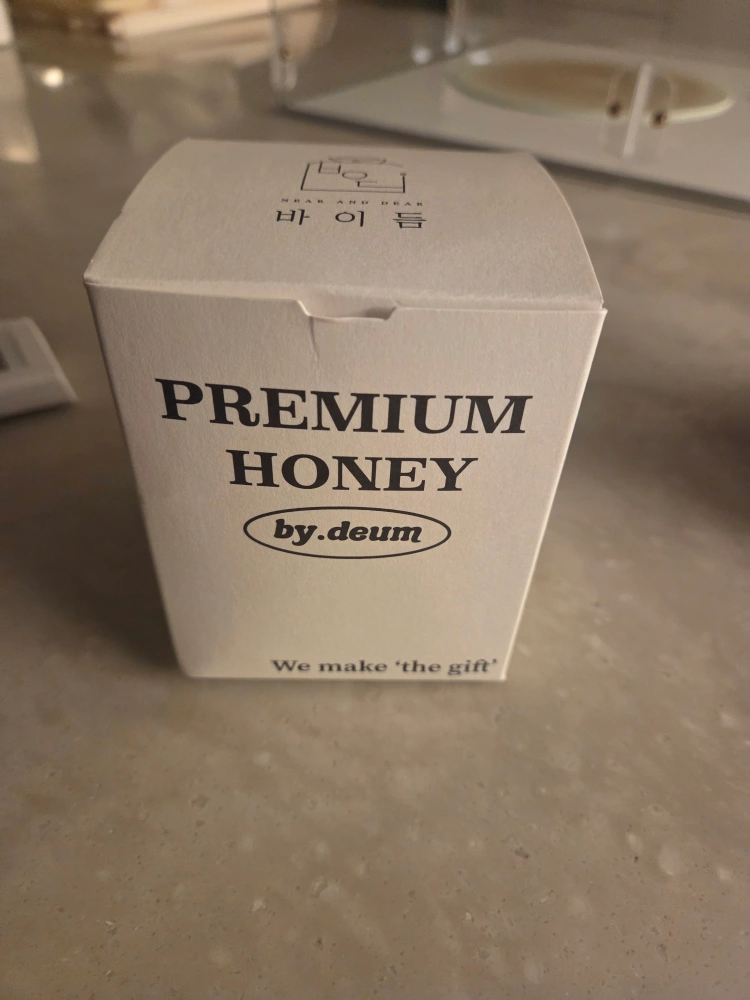 NEAR AND DEAR
바이듬
PREMIUM
HONEY
by.deum
We make ‘the gift’